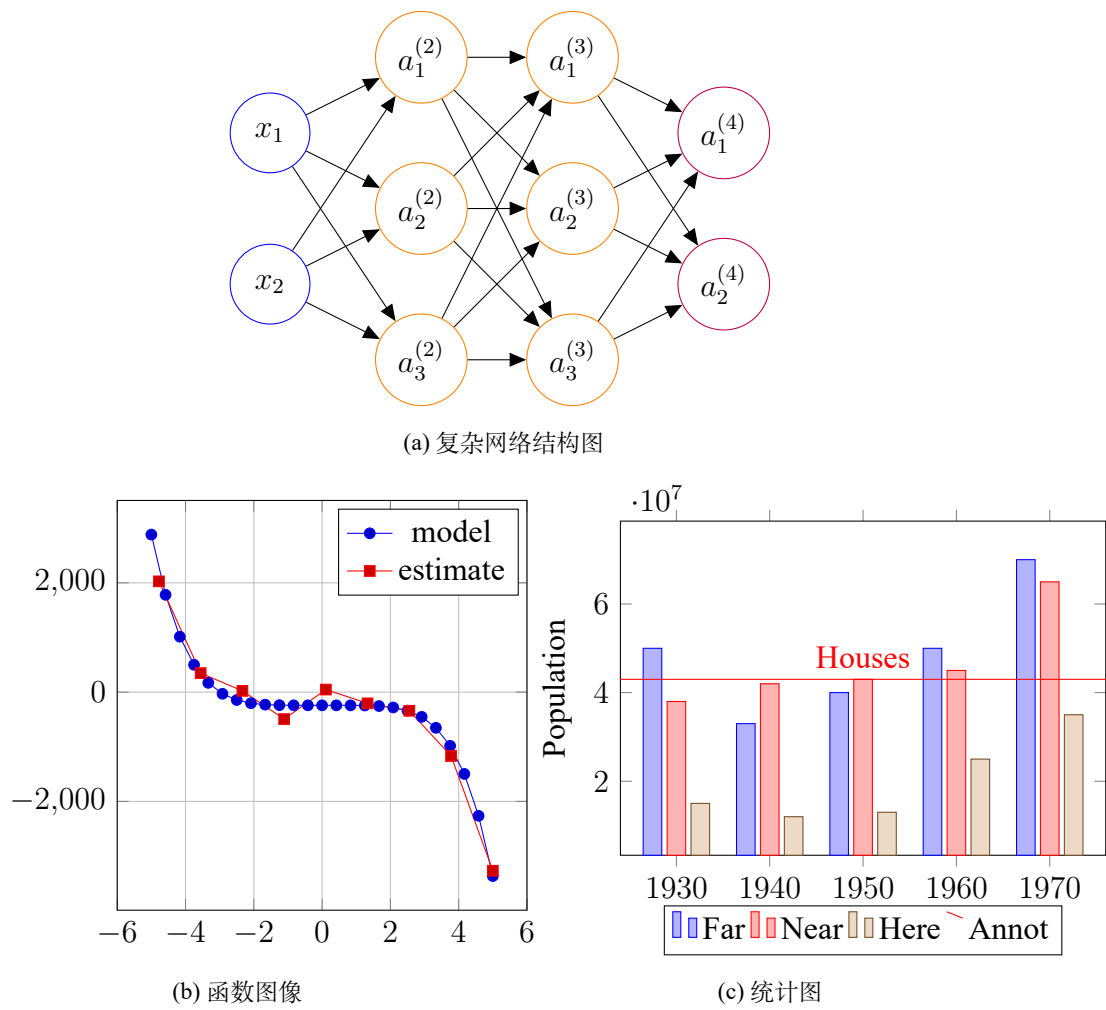 a_1^{(2)} a_1^{(3)}
x_1 a_1^{(4)}
a_2^{(2)} a_2^{(3)}
x_2 a_2^{(4)}
a_3^{(2)} a_3^{(3)}
(a) 复杂网络结构图
model
estimate
2,000
0
−2,000
−6 −4 −2 0 2 4 6
(b) 函数图像
·10^7
Population
6
4
2
Houses
1930 1940 1950 1960 1970
Far Near Here Annot
(c) 统计图